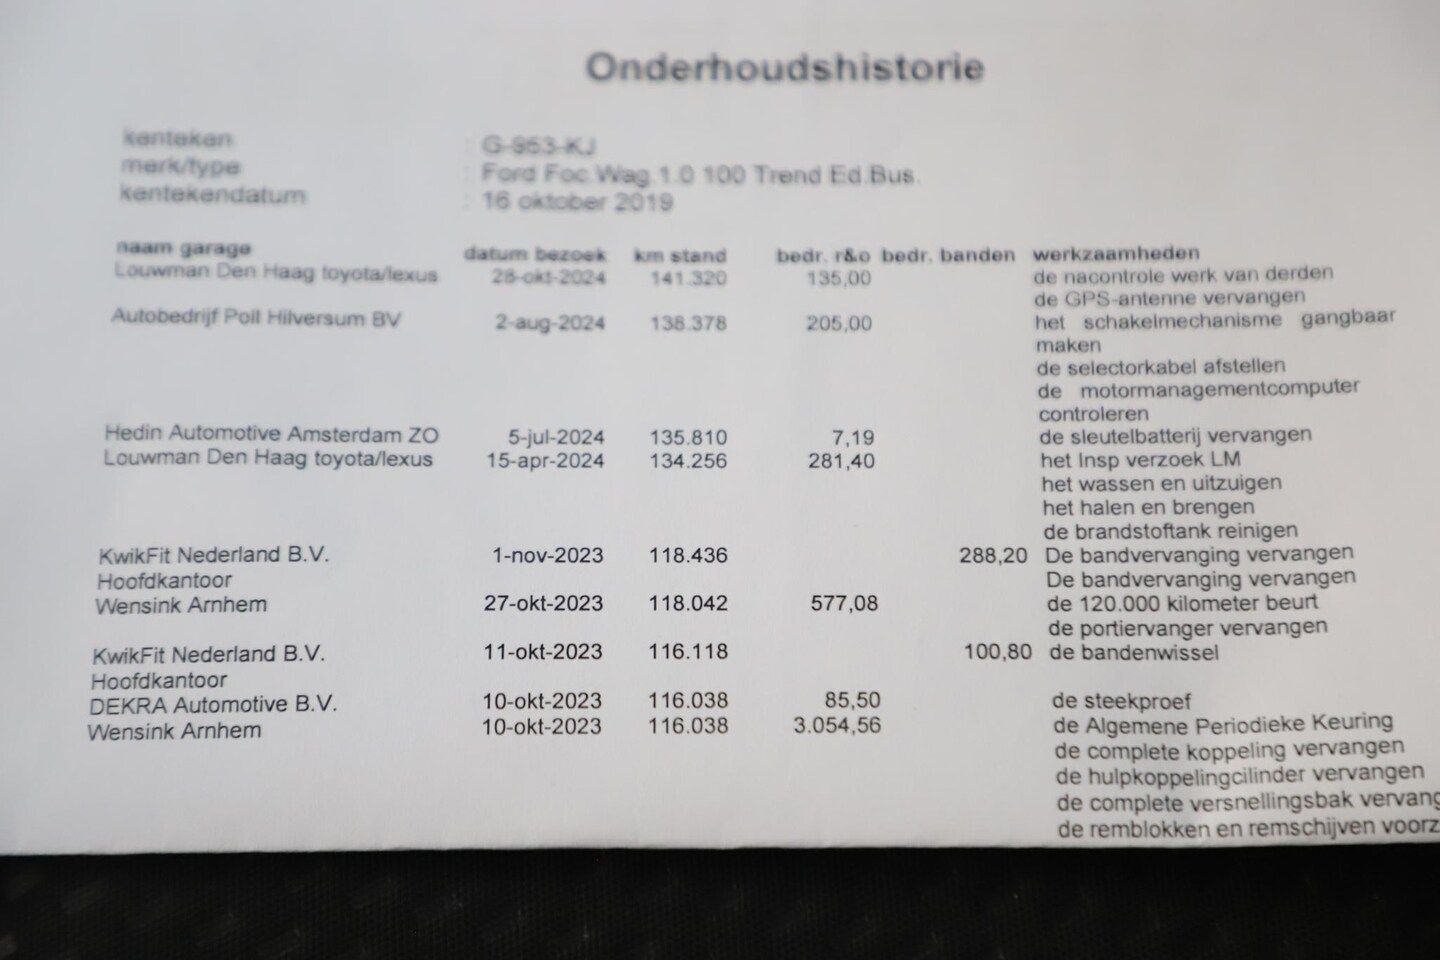 Onderhoudshistorie
kenteken : G-953-KJ
merk/type : Ford Foc.Wag.1.0 100 Trend Ed.Bus.
kentekendatum : 16 oktober 2019
naam garage datum bezoek km stand bedr. r&o bedr. banden werkzaamheden
Louwman Den Haag toyota/lexus 28-okt-2024 141.320 135,00 de nacontrole werk van derden
de GPS-antenne vervangen
Autobedrijf Poll Hilversum BV 2-aug-2024 138.378 205,00 het schakelmechanisme gangbaar
maken
de selectorkabel afstellen
de motormanagementcomputer
controleren
Hedin Automotive Amsterdam ZO 5-jul-2024 135.810 7,19 de sleutelbatterij vervangen
Louwman Den Haag toyota/lexus 15-apr-2024 134.256 281,40 het Insp verzoek LM
het wassen en uitzuigen
het halen en brengen
de brandstoftank reinigen
KwikFit Nederland B.V. 1-nov-2023 118.436 288,20 De bandvervanging vervangen
Hoofdkantoor De bandvervanging vervangen
Wensink Arnhem 27-okt-2023 118.042 577,08 de 120.000 kilometer beurt
de portiervanger vervangen
KwikFit Nederland B.V. 11-okt-2023 116.118 100,80 de bandenwissel
Hoofdkantoor
DEKRA Automotive B.V. 10-okt-2023 116.038 85,50 de steekproef
Wensink Arnhem 10-okt-2023 116.038 3.054,56 de Algemene Periodieke Keuring
de complete koppeling vervangen
de hulpkoppelingcilinder vervangen
de complete versnellingsbak vervang
de remblokken en remschijven voorz